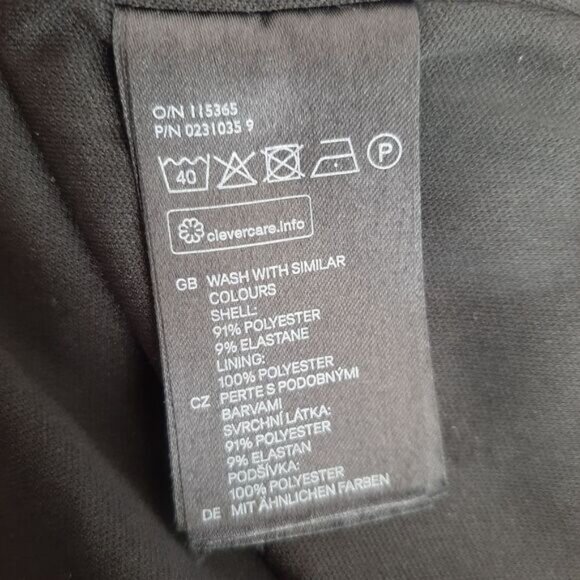 O/N 115365
P/N 0231035 9
40 P
clevercare.info
GB WASH WITH SIMILAR
COLOURS
SHELL:
91% POLYESTER
9% ELASTANE
LINING:
100% POLYESTER
CZ PERTE S PODOBNÝMI
BARVAMI
SVRCHNÍ LÁTKA:
91% POLYESTER
9% ELASTAN
PODŠÍVKA:
100% POLYESTER
DE MIT ÄHNLICHEN FARBEN